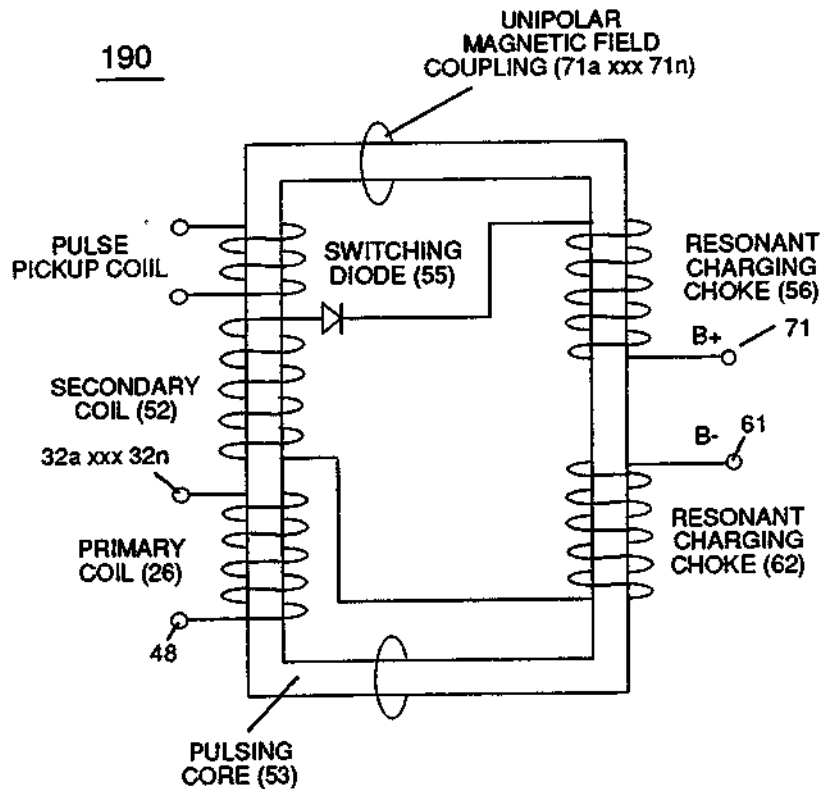 190
UNIPOLAR
MAGNETIC FIELD
COUPLING (71a xxx 71n)
PULSE
PICKUP COIIL
SWITCHING
DIODE (55)
RESONANT
CHARGING
CHOKE (56)
B+
71
SECONDARY
COIL (52)
32a xxx 32n
B-
61
PRIMARY
COIL (26)
48
RESONANT
CHARGING
CHOKE (62)
PULSING
CORE (53)